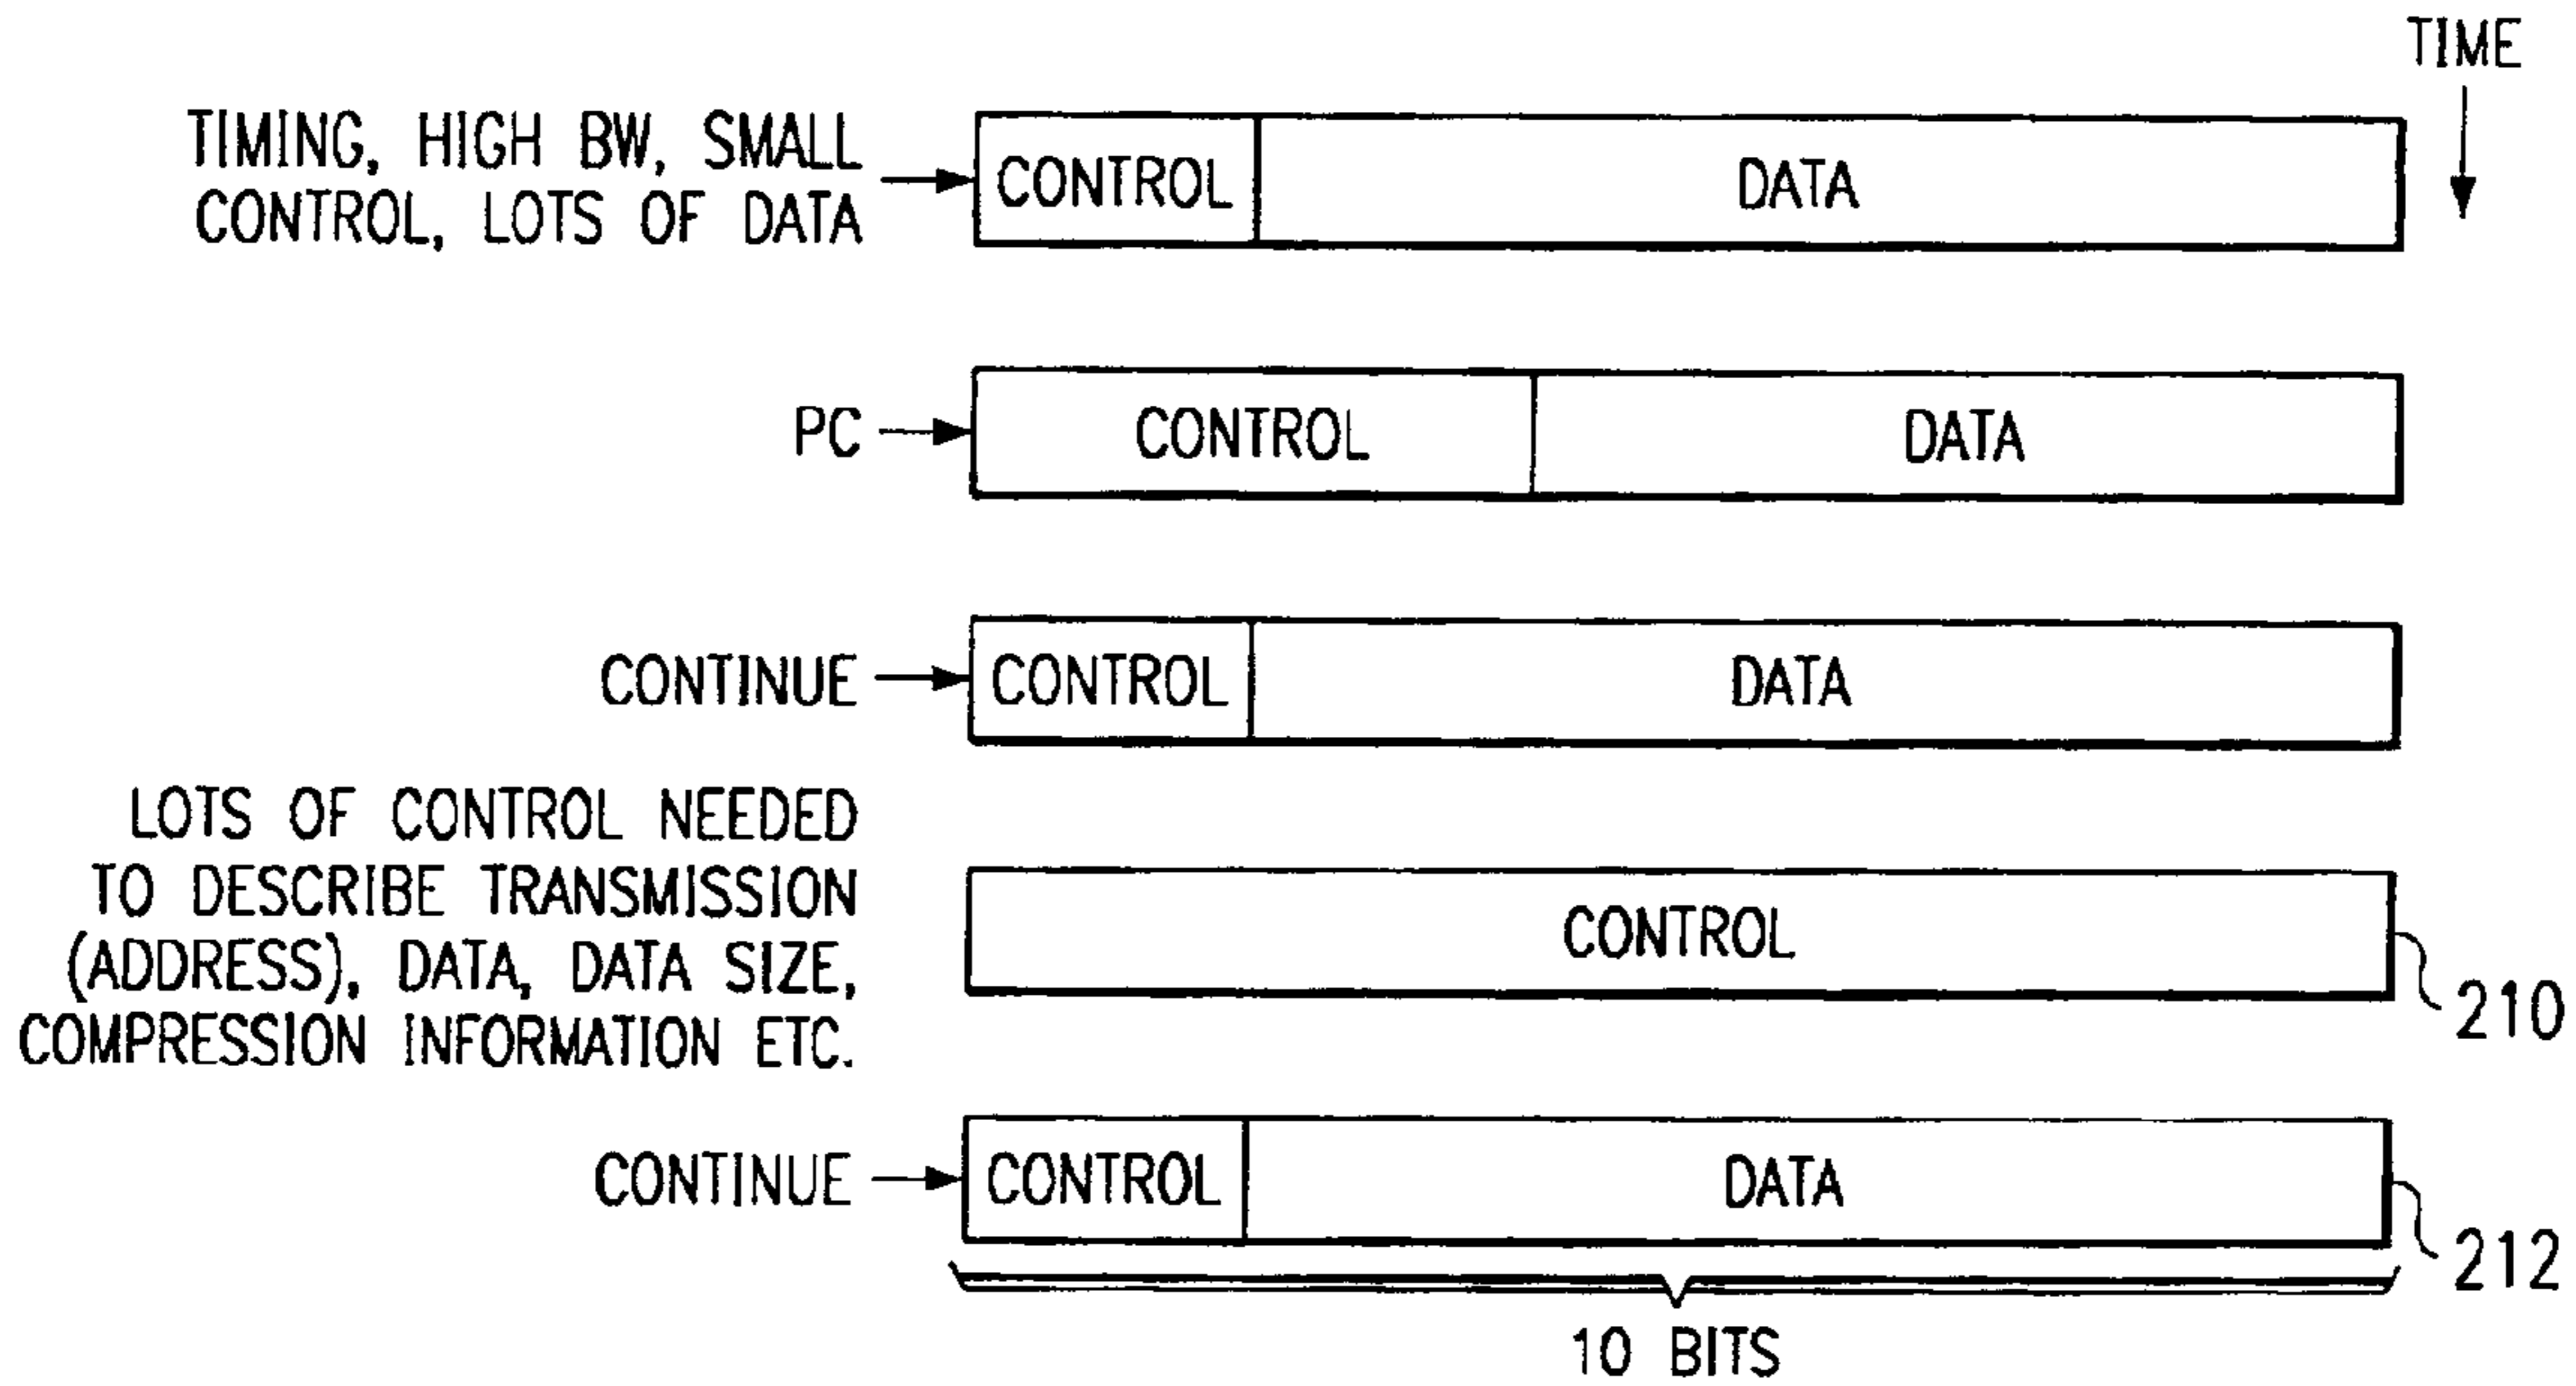 TIME
TIMING, HIGH BW, SMALL
CONTROL, LOTS OF DATA
CONTROL
DATA
PC
CONTROL
DATA
CONTINUE
CONTROL
DATA
LOTS OF CONTROL NEEDED
TO DESCRIBE TRANSMISSION
(ADDRESS), DATA, DATA SIZE,
COMPRESSION INFORMATION ETC.
CONTROL
210
CONTINUE
CONTROL
DATA
212
10 BITS